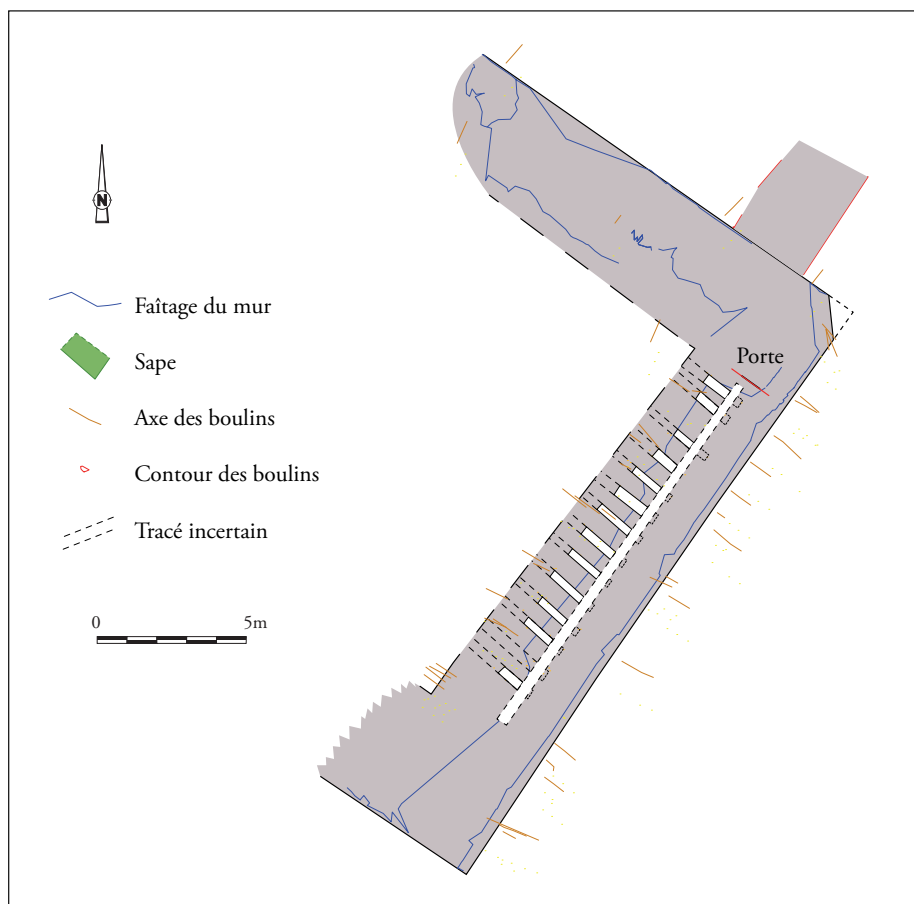 N
Porte
Faîtage du mur
Sape
Axe des boulins
Contour des boulins
Tracé incertain
0 5m